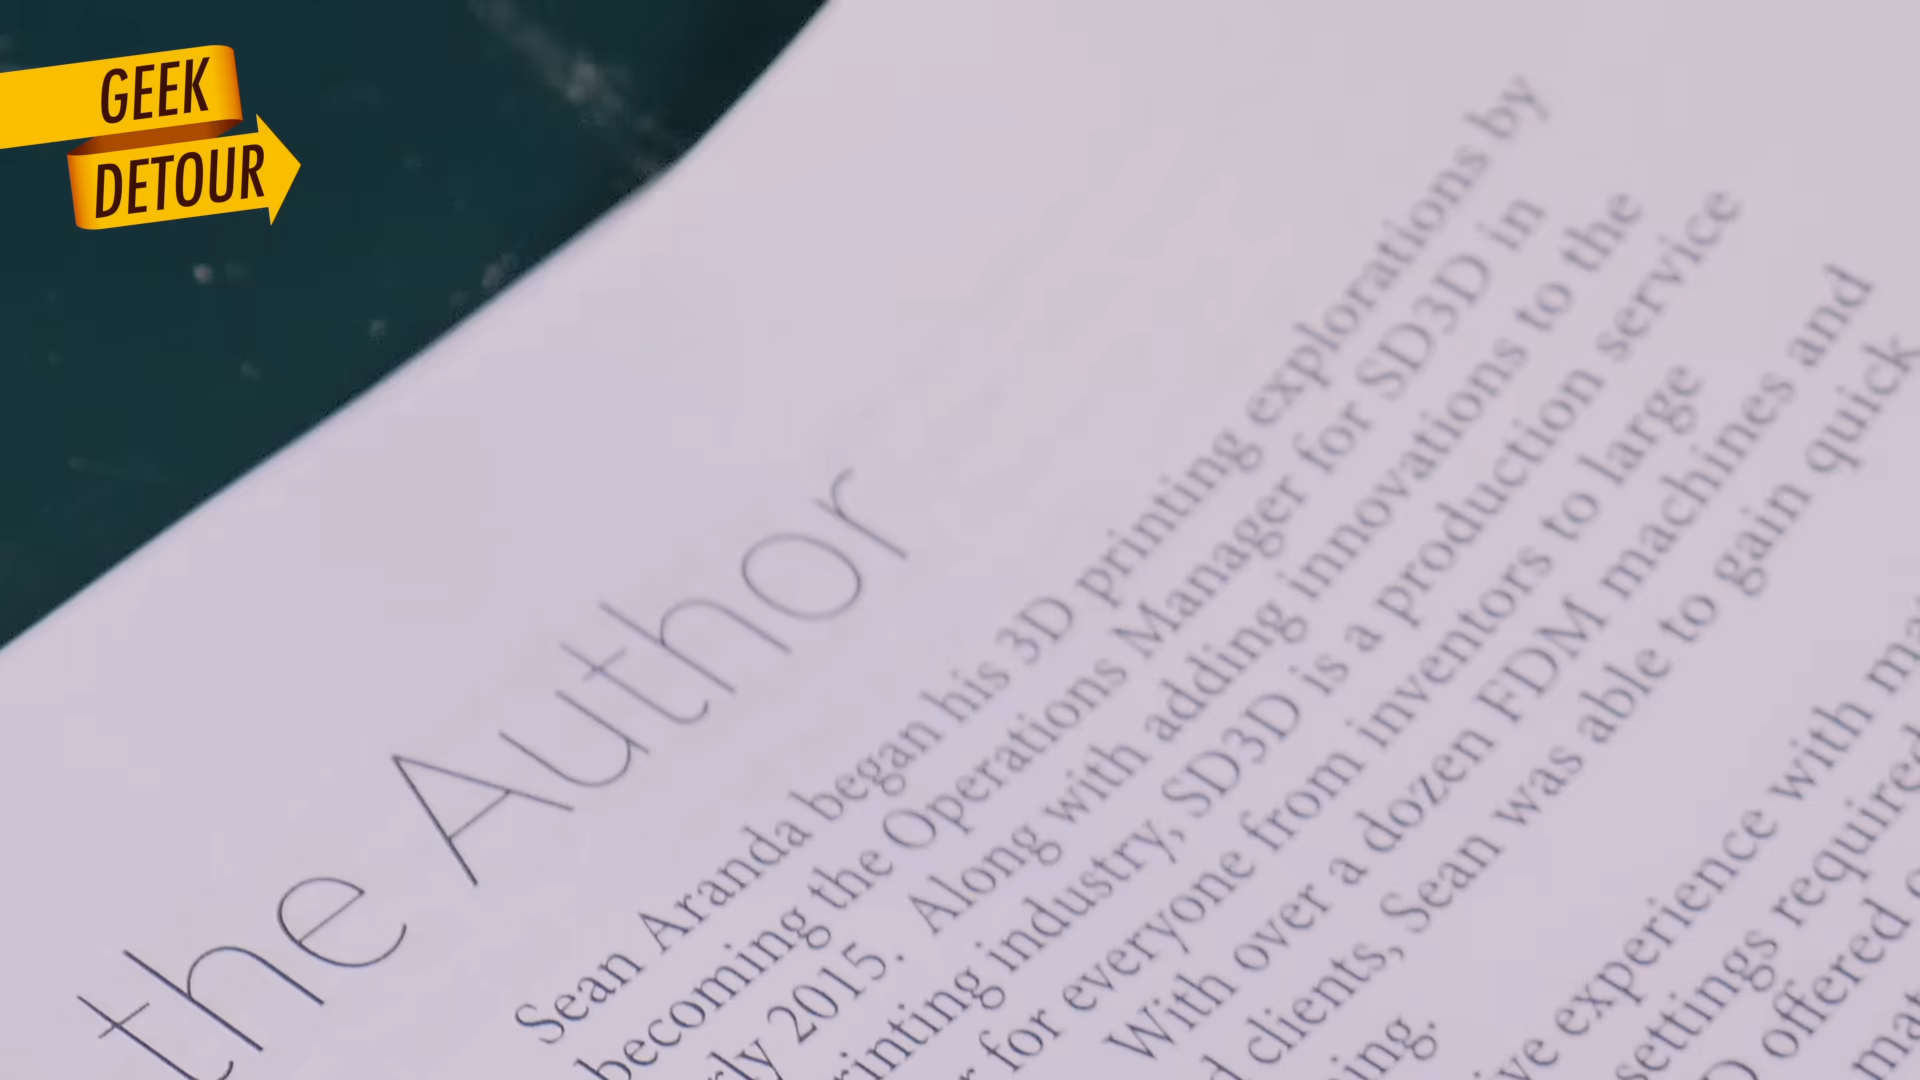 GEEK
DETOUR
the Author
Sean Aranda began his 3D printing explorations by
becoming the Operations Manager for SD3D in
2015. Along with adding innovations to the
industry, SD3D is a production service
for everyone from inventors to large
With over a dozen FDM machines and
clients, Sean was able to gain quick
experience with
settings required
offered